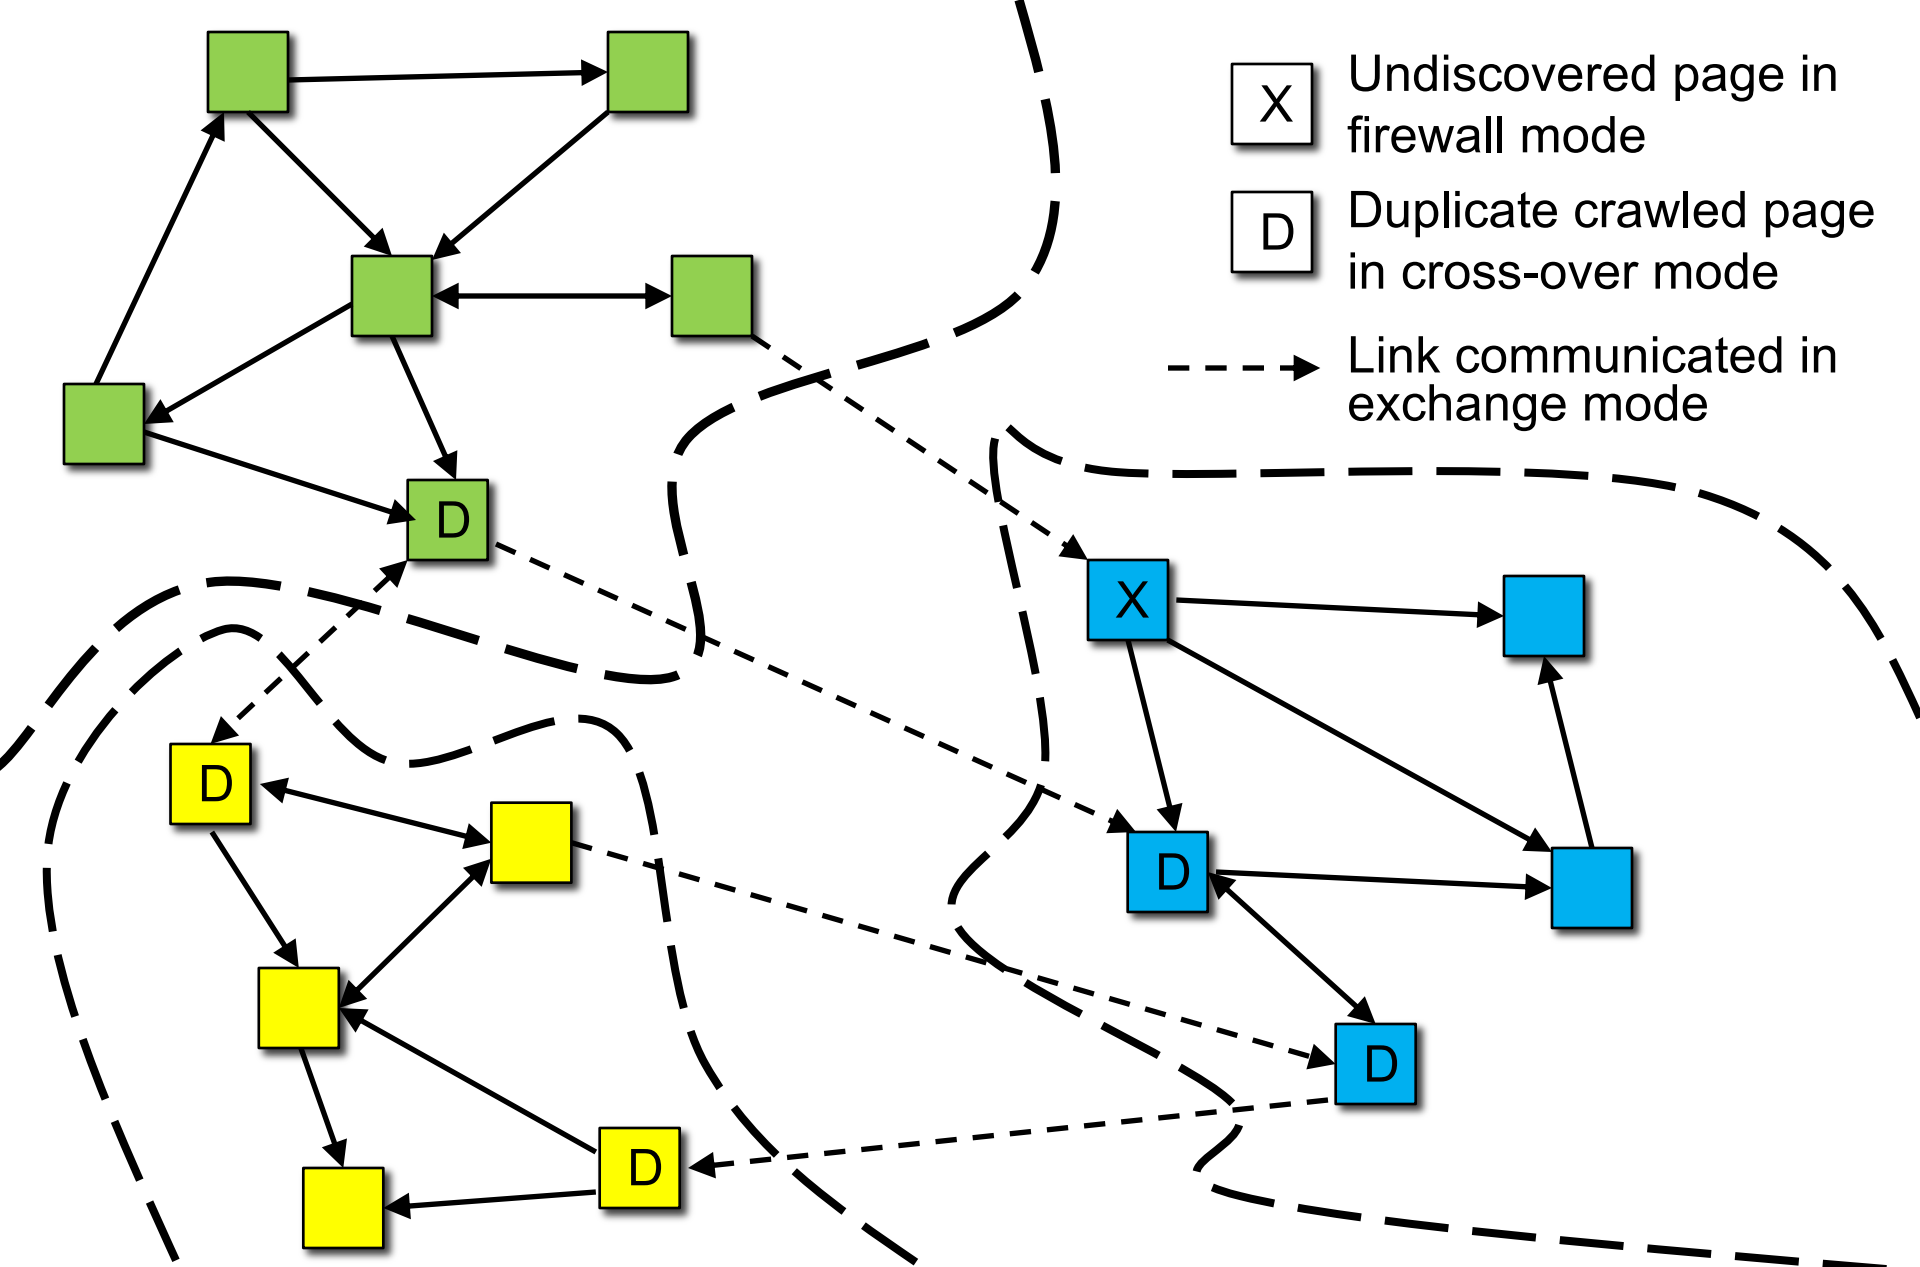 X
Undiscovered page in
firewall mode
D
Duplicate crawled page
in cross-over mode
Link communicated in
exchange mode
D
X
D
D
D
D